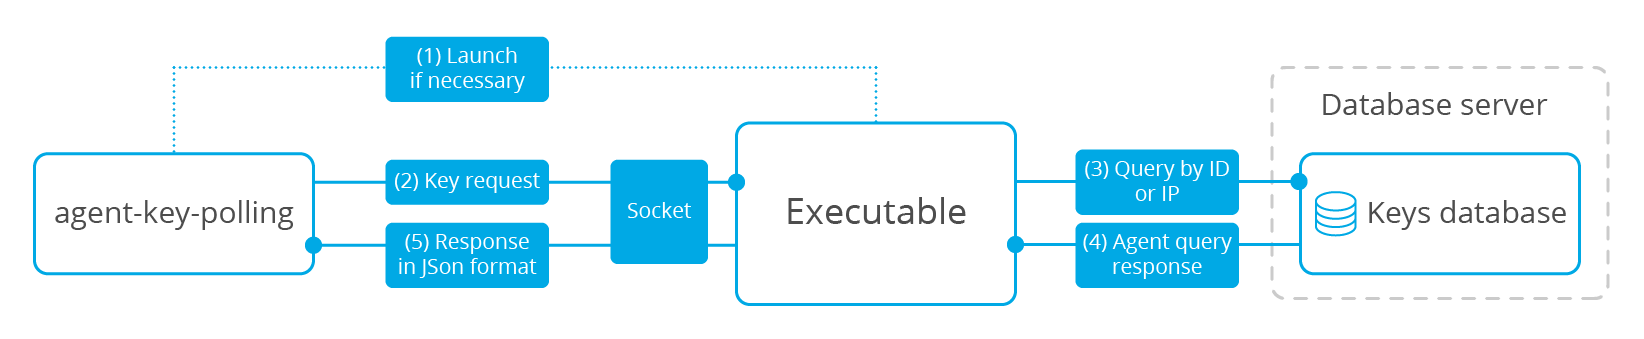 (1) Launch
if necessary
agent-key-polling
(2) Key request
(5) Response
in JSon format
Socket
Executable
(3) Query by ID
or IP
(4) Agent query
response
Database server
Keys database